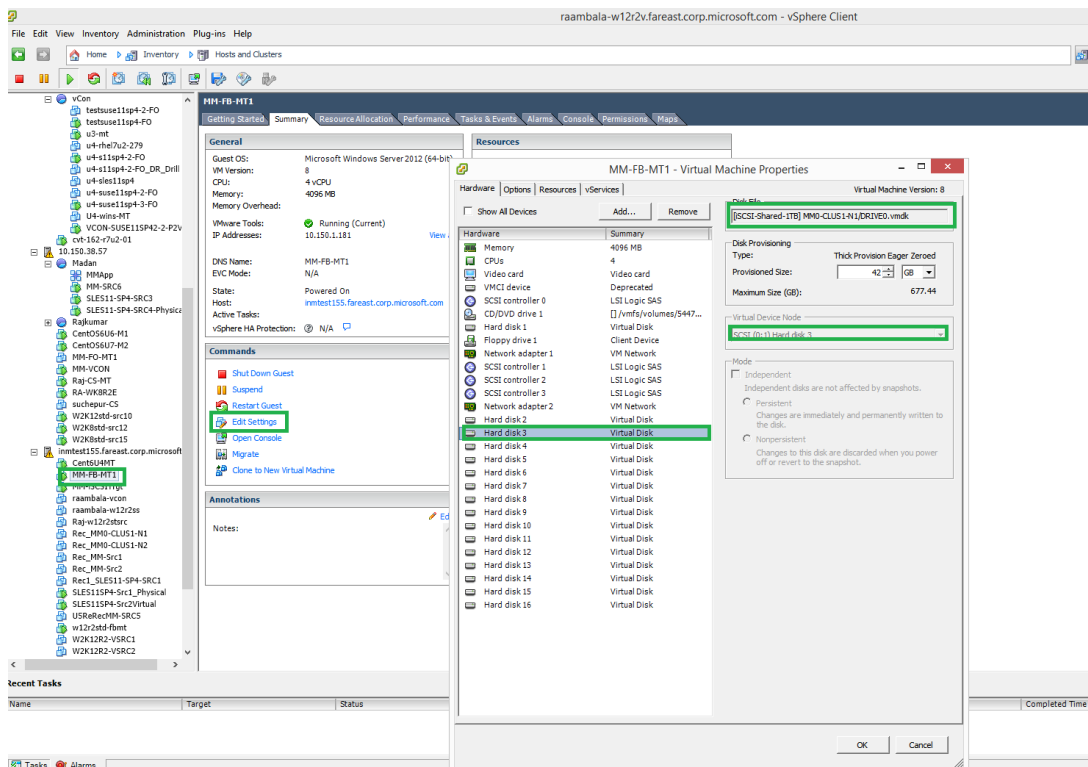 raambala-w12r2v.fareast.corp.microsoft.com - vSphere Client
File Edit View Inventory Administration Plug-ins Help
Home Inventory Hosts and Clusters
vCon
testsuse11sp4-2-FO
testsuse11sp4-FO
u3-mt
u4-rhel7u2-279
u4-s11sp4-2-FO
u4-s11sp4-2-FO_DR_Drill
u4-sles11sp4
u4-suse11sp4-2-FO
u4-suse11sp4-3-FO
U4-wins-MT
VCON-SUSE11SP42-2-P2V
cvt-162-r7u2-01
10.150.38.57
Madan
MMApp
MM-SRC6
SLES11-SP4-SRC3
SLES11-SP4-SRC4-Physica
Rajkumar
CentOS6U6-M1
CentOS6U7-M2
MM-FO-MT1
MM-VCON
Raj-CS-MT
RA-WK8R2E
suchepur-CS
W2K12std-src10
W2K8std-src12
W2K8std-src15
inmtest155.fareast.corp.microsoft
Cent6U4MT
MM-FB-MT1
raambala-vcon
raambala-w12r2ss
Raj-w12r2stsrc
Rec_MM0-CLUS1-N1
Rec_MM0-CLUS1-N2
Rec_MM-Src1
Rec_MM-Src2
Rec1_SLES11-SP4-SRC1
SLES11SP4-Src1_Physical
SLES11SP4-Src2Virtual
U5ReRecMM-SRC5
w12r2std-fbmt
W2K12R2-VSRC1
W2K12R2-VSRC2
MM-FB-MT1
Getting Started Summary Resource Allocation Performance Tasks & Events Alarms Console Permissions Maps
General
Guest OS: Microsoft Windows Server 2012 (64-bit)
VM Version: 8
CPU: 4 vCPU
Memory: 4096 MB
Memory Overhead:
VMware Tools: Running (Current)
IP Addresses: 10.150.1.181 View
DNS Name: MM-FB-MT1
EVC Mode: N/A
State: Powered On
Host: inmtest155.fareast.corp.microsoft.com
Active Tasks:
vSphere HA Protection: N/A
Commands
Shut Down Guest
Suspend
Restart Guest
Edit Settings
Open Console
Migrate
Clone to New Virtual Machine
Annotations
Ed
Notes:
Resources
MM-FB-MT1 - Virtual Machine Properties
Hardware Options Resources vServices
Virtual Machine Version: 8
Show All Devices Add... Remove
Hardware Summary
Memory 4096 MB
CPUs 4
Video card Video card
VMCI device Deprecated
SCSI controller 0 LSI Logic SAS
CD/DVD drive 1 [] /vmfs/volumes/5447...
Hard disk 1 Virtual Disk
Floppy drive 1 Client Device
Network adapter 1 VM Network
SCSI controller 1 LSI Logic SAS
SCSI controller 2 LSI Logic SAS
SCSI controller 3 LSI Logic SAS
Network adapter 2 VM Network
Hard disk 2 Virtual Disk
Hard disk 3 Virtual Disk
Hard disk 4 Virtual Disk
Hard disk 5 Virtual Disk
Hard disk 6 Virtual Disk
Hard disk 7 Virtual Disk
Hard disk 8 Virtual Disk
Hard disk 9 Virtual Disk
Hard disk 10 Virtual Disk
Hard disk 11 Virtual Disk
Hard disk 12 Virtual Disk
Hard disk 13 Virtual Disk
Hard disk 14 Virtual Disk
Hard disk 15 Virtual Disk
Hard disk 16 Virtual Disk
Disk File
[iSCSI-Shared-1TB] MM0-CLUS1-N1/DRIVE0.vmdk
Disk Provisioning
Type: Thick Provision Eager Zeroed
Provisioned Size: 42 GB
Maximum Size (GB): 677.44
Virtual Device Node
SCSI (0:1) Hard disk 3
Mode
Independent
Independent disks are not affected by snapshots.
Persistent
Changes are immediately and permanently written to
the disk.
Nonpersistent
Changes to this disk are discarded when you power
off or revert to the snapshot.
OK Cancel
Recent Tasks
Name Target Status Completed Time
Tasks Alarms